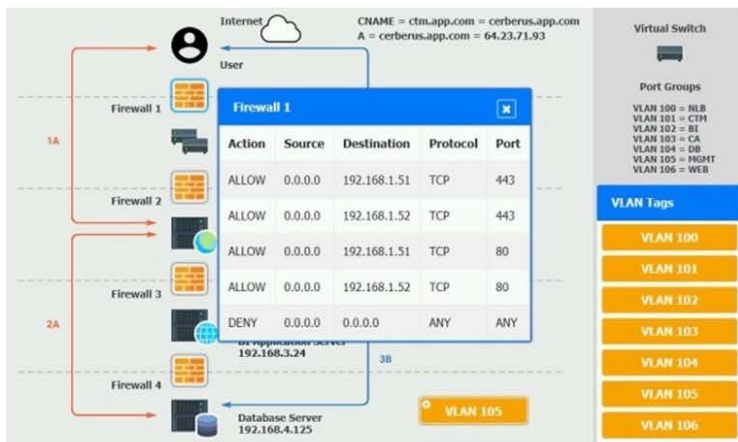 Internet
CNAME = ctm.app.com = cerberus.app.com
A = cerberus.app.com = 64.23.71.93
User
Firewall 1
1A
Firewall 2
Firewall 3
2A
BI Application Server
192.168.3.24
3B
Firewall 4
Database Server
192.168.4.125
VLAN 105
Firewall 1
Action Source Destination Protocol Port
ALLOW 0.0.0.0 192.168.1.51 TCP 443
ALLOW 0.0.0.0 192.168.1.52 TCP 443
ALLOW 0.0.0.0 192.168.1.51 TCP 80
ALLOW 0.0.0.0 192.168.1.52 TCP 80
DENY 0.0.0.0 0.0.0.0 ANY ANY
Virtual Switch
Port Groups
VLAN 100 = NLB
VLAN 101 = CTM
VLAN 102 = BI
VLAN 103 = CA
VLAN 104 = DB
VLAN 105 = MGMT
VLAN 106 = WEB
VLAN Tags
VLAN 100
VLAN 101
VLAN 102
VLAN 103
VLAN 104
VLAN 105
VLAN 106